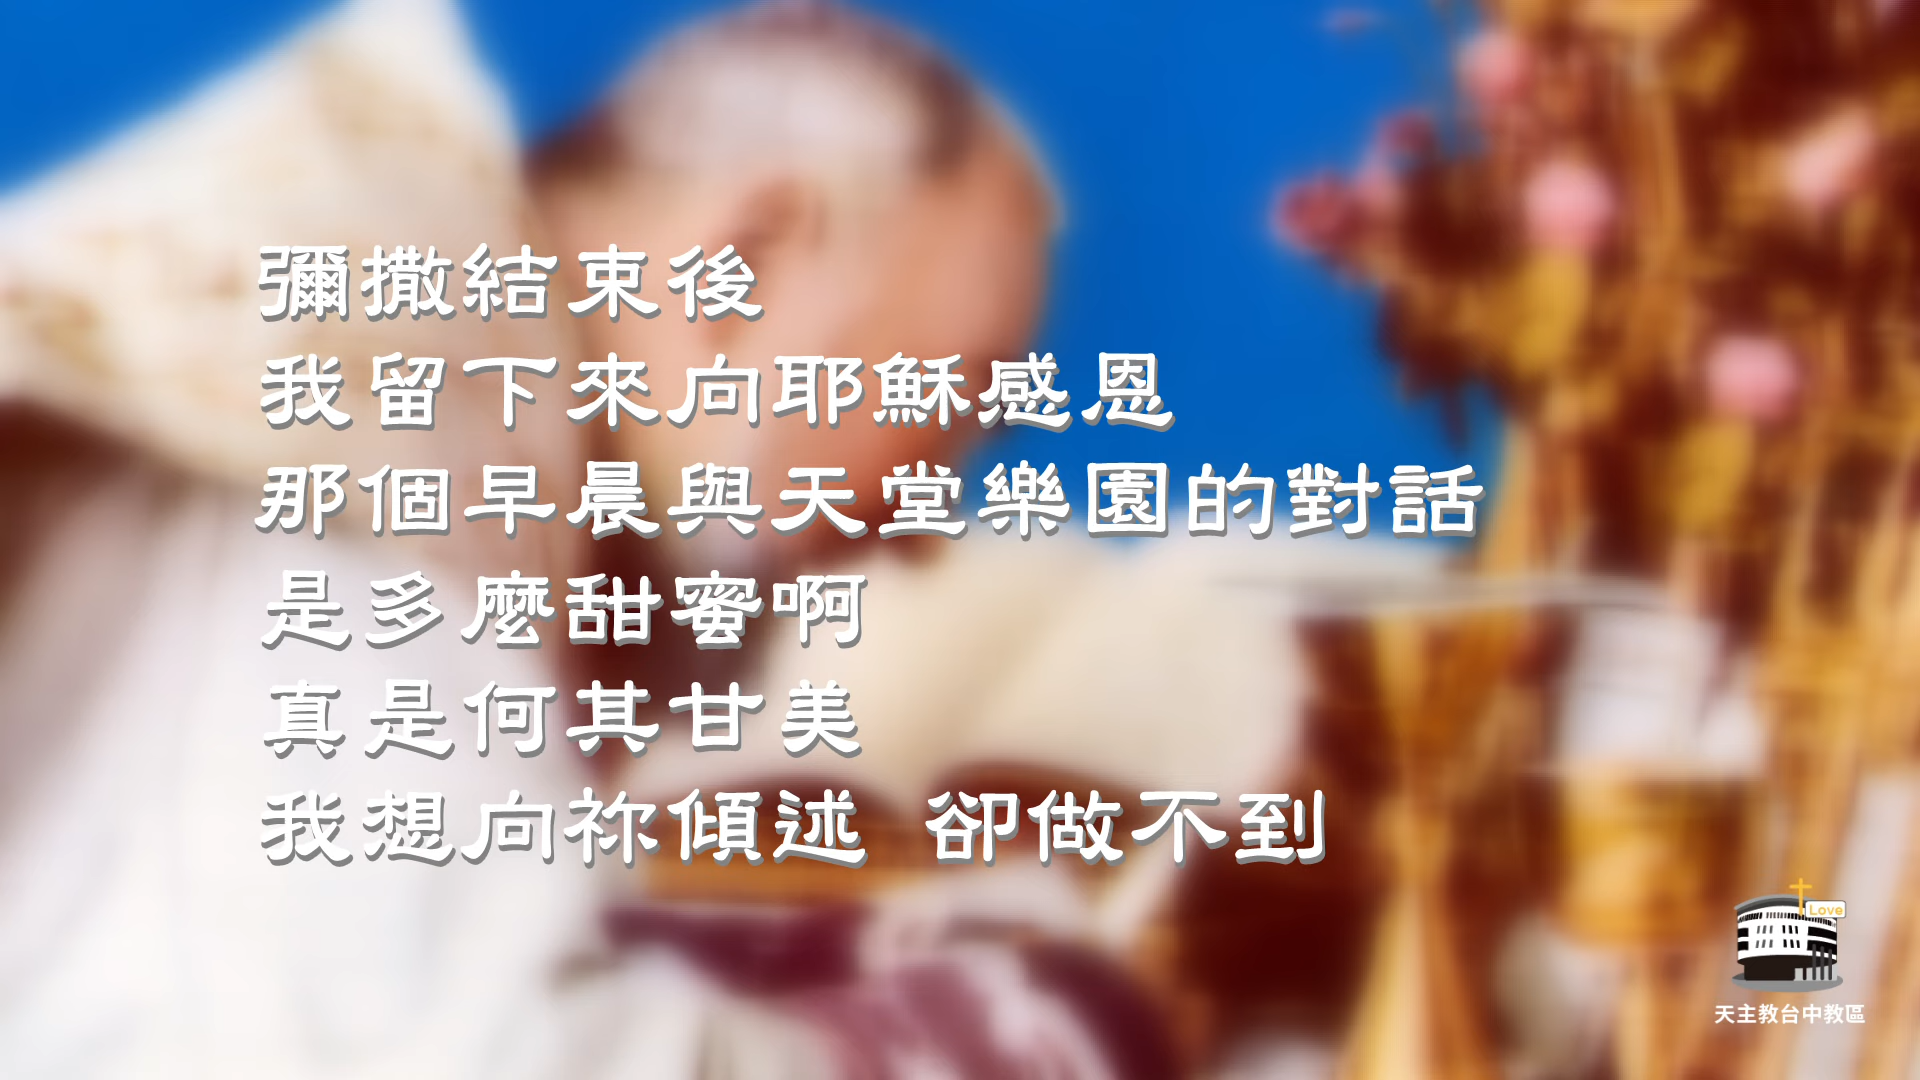 彌撒結束後
我留下來向耶穌感恩
那個早晨與天堂樂園的對話
是多麼甜蜜啊
真是何其甘美
我想向祢傾述 卻做不到
Love
天主教台中教區